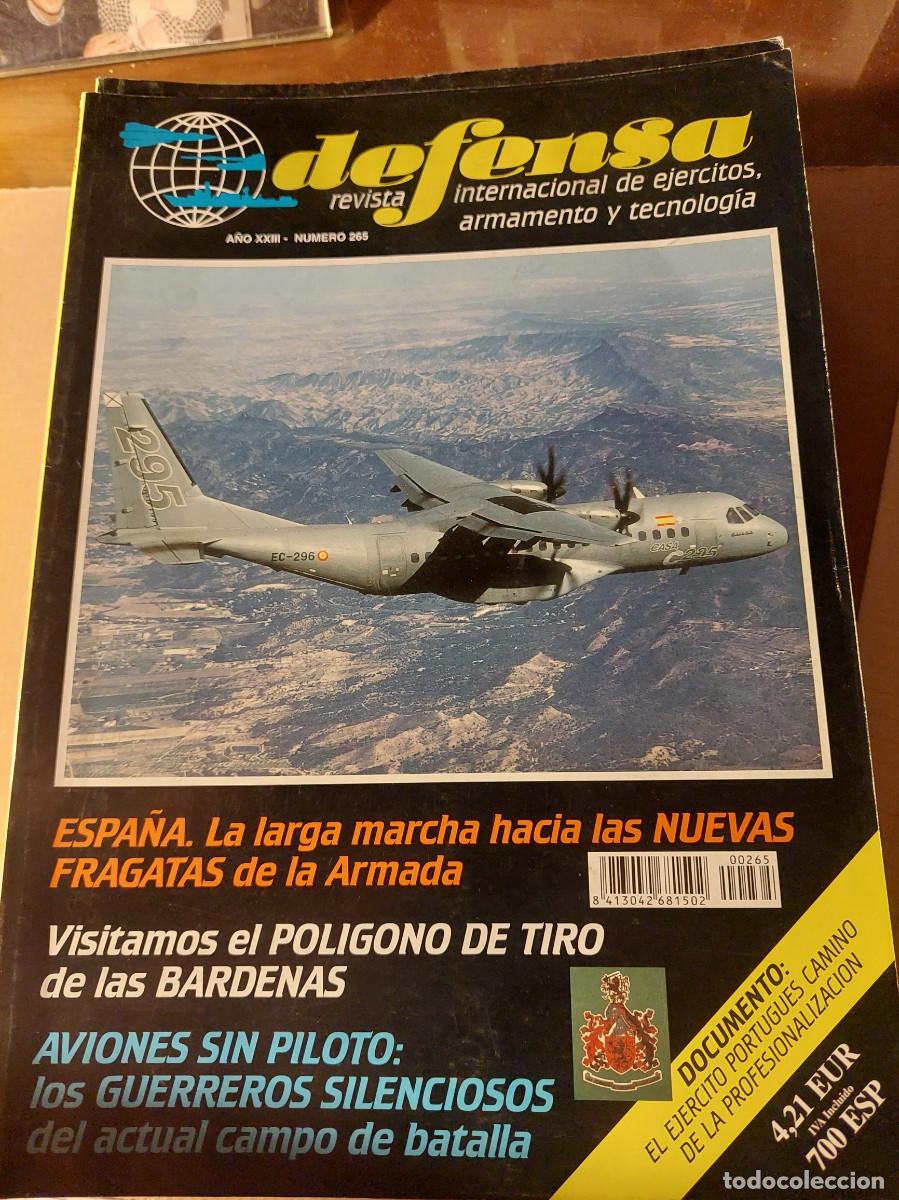 defensa
revista internacional de ejercitos,
armamento y tecnología
AÑO XXIII - NUMERO 265
295
EC-296
CASA
C-295
ESPAÑA. La larga marcha hacia las NUEVAS
FRAGATAS de la Armada
00265
8 413042 681502
Visitamos el POLIGONO DE TIRO
de las BARDENAS
AVIONES SIN PILOTO:
los GUERREROS SILENCIOSOS
del actual campo de batalla
DOCUMENTO:
EL EJERCITO PORTUGUES CAMINO
DE LA PROFESIONALIZACION
4,21 EUR
IVA Incluido
700 ESP
todocoleccion